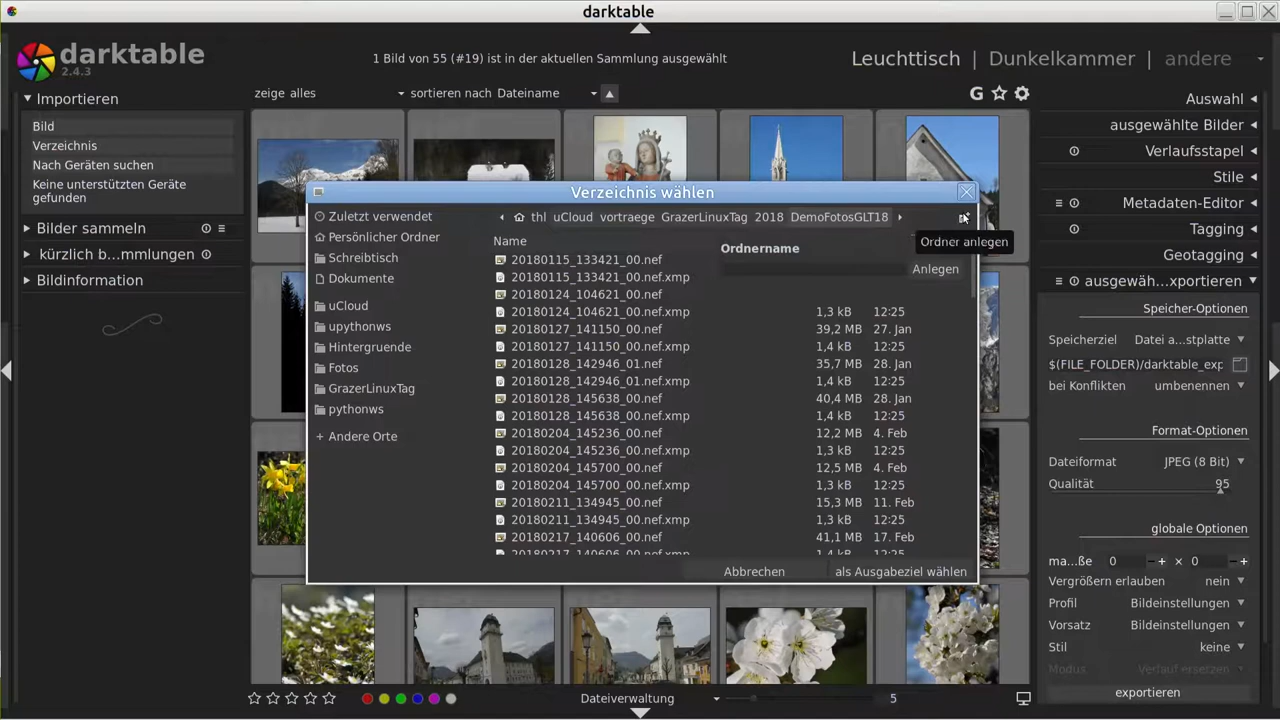 darktable
darktable
2.4.3
1 Bild von 55 (#19) ist in der aktuellen Sammlung ausgewählt
Leuchttisch | Dunkelkammer | andere
Importieren
Bild
Verzeichnis
Nach Geräten suchen
Keine unterstützten Geräte
gefunden
Bilder sammeln
kürzlich b...mmlungen
Bildinformation
zeige alles
sortieren nach Dateiname
G
Verzeichnis wählen
Zuletzt verwendet
Persönlicher Ordner
Schreibtisch
Dokumente
uCloud
upythonws
Hintergruende
Fotos
GrazerLinuxTag
pythonws
Andere Orte
thl uCloud vortraege GrazerLinuxTag 2018 DemoFotosGLT18
Ordner anlegen
Name
Ordnername
Anlegen
20180115_133421_00.nef
20180115_133421_00.nef.xmp
20180124_104621_00.nef
20180124_104621_00.nef.xmp 1,3 kB 12:25
20180127_141150_00.nef 39,2 MB 27. Jan
20180127_141150_00.nef.xmp 1,4 kB 12:25
20180128_142946_01.nef 35,7 MB 28. Jan
20180128_142946_01.nef.xmp 1,4 kB 12:25
20180128_145638_00.nef 40,4 MB 28. Jan
20180128_145638_00.nef.xmp 1,4 kB 12:25
20180204_145236_00.nef 12,2 MB 4. Feb
20180204_145236_00.nef.xmp 1,3 kB 12:25
20180204_145700_00.nef 12,5 MB 4. Feb
20180204_145700_00.nef.xmp 1,3 kB 12:25
20180211_134945_00.nef 15,3 MB 11. Feb
20180211_134945_00.nef.xmp 1,3 kB 12:25
20180217_140606_00.nef 41,1 MB 17. Feb
20180217_140606_00.nef.xmp 1,4 kB 12:25
Abbrechen
als Ausgabeziel wählen
Auswahl
ausgewählte Bilder
Verlaufsstapel
Stile
Metadaten-Editor
Tagging
Geotagging
ausgewäh...xportieren
Speicher-Optionen
Speicherziel Datei a...stplatte
$(FILE_FOLDER)/darktable_exp
bei Konflikten umbenennen
Format-Optionen
Dateiformat JPEG (8 Bit)
Qualität 95
globale Optionen
ma...ße 0 − + × 0 − +
Vergrößern erlauben nein
Profil Bildeinstellungen
Vorsatz Bildeinstellungen
Stil keine
Modus Verlauf ersetzen
exportieren
Dateiverwaltung
5